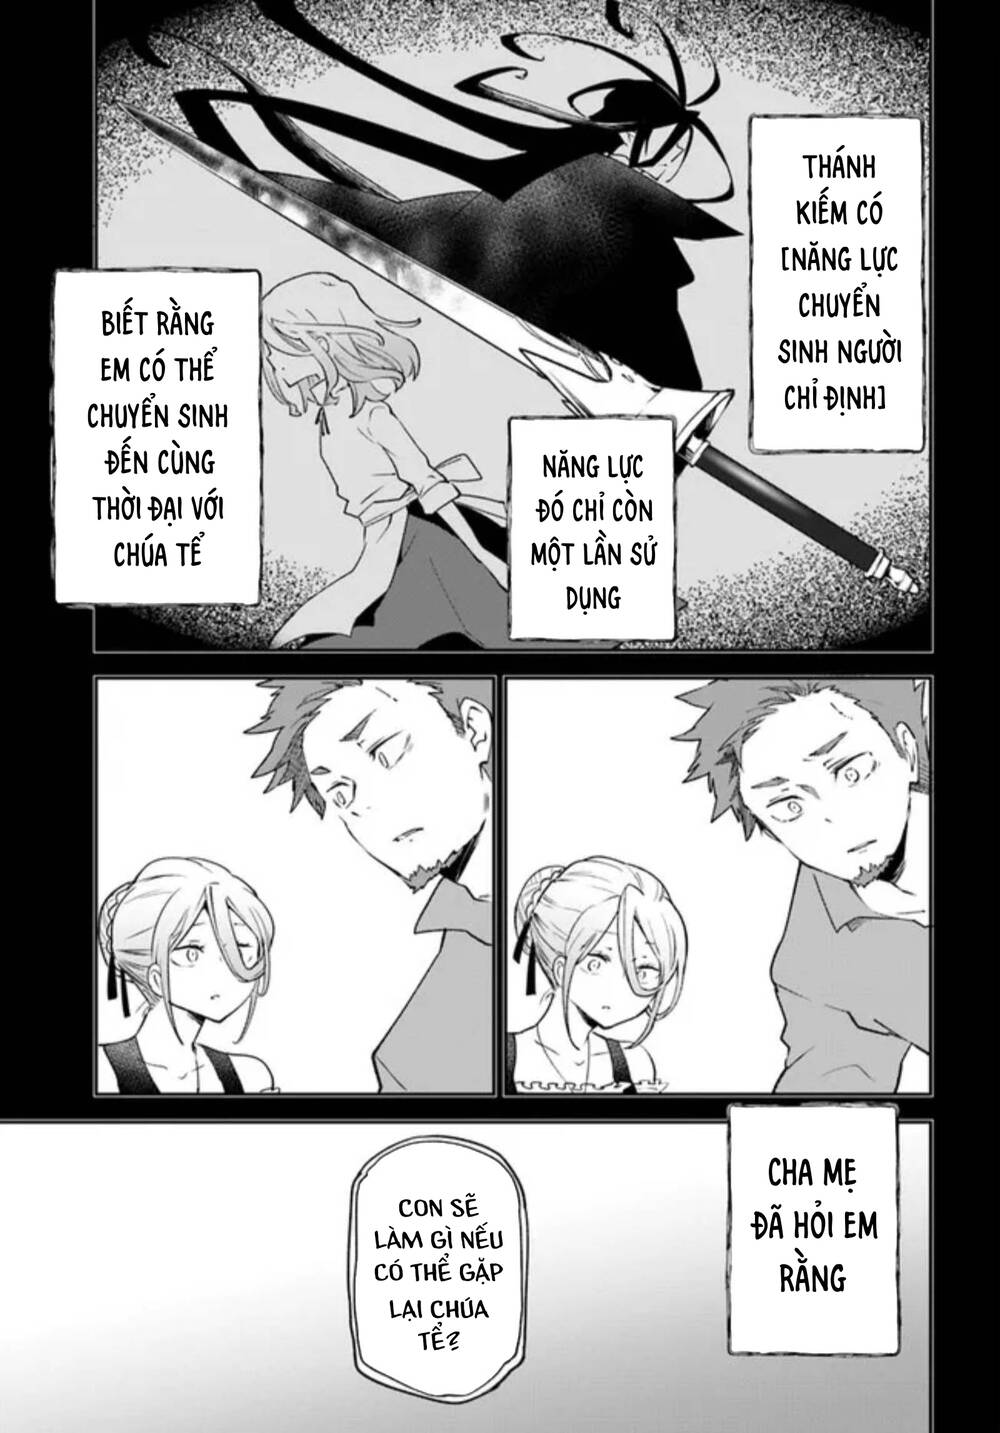 THÁNH
KIẾM CÓ
[NĂNG LỰC
CHUYỂN
SINH NGƯỜI
CHỈ ĐỊNH]
NĂNG LỰC
ĐÓ CHỈ CÒN
MỘT LẦN SỬ
DỤNG
BIẾT RẰNG
EM CÓ THỂ
CHUYỂN SINH
ĐẾN CÙNG
THỜI ĐẠI VỚI
CHÚA TỂ
CHA MẸ
ĐÃ HỎI EM
RẰNG
CON SẼ
LÀM GÌ NẾU
CÓ THỂ GẶP
LẠI CHÚA
TỂ?